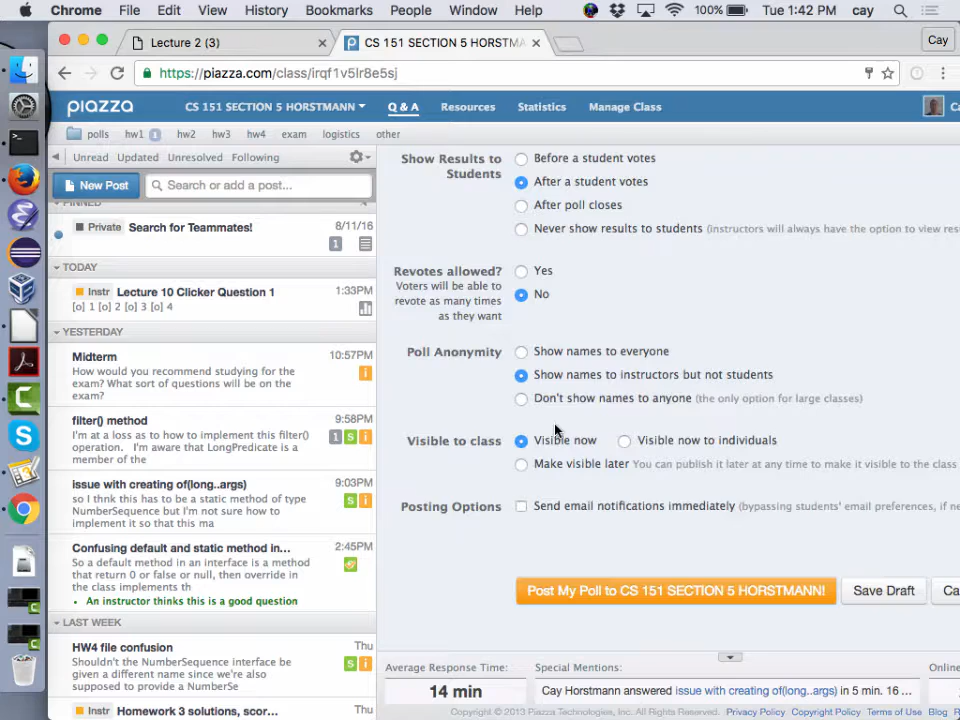 Chrome File Edit View History Bookmarks People Window Help 100% Tue 1:42 PM cay
Lecture 2 (3)
CS 151 SECTION 5 HORSTMA
Cay
https://piazza.com/class/irqf1v5lr8e5sj
piazza CS 151 SECTION 5 HORSTMANN Q & A Resources Statistics Manage Class
polls hw1 1 hw2 hw3 hw4 exam logistics other
Unread Updated Unresolved Following
New Post Search or add a post...
PINNED
Private Search for Teammates! 8/11/16
1
TODAY
Instr Lecture 10 Clicker Question 1 1:33PM
[o] 1 [o] 2 [o] 3 [o] 4
YESTERDAY
Midterm 10:57PM
How would you recommend studying for the
exam? What sort of questions will be on the
exam?
i
filter() method 9:58PM
I'm at a loss as to how to implement this filter()
operation. I'm aware that LongPredicate is a
member of the
1 S i
issue with creating of(long..args) 9:03PM
so I thnk this has to be a static method of type
NumberSequence but I'm not sure how to
implement it so that this ma
S i
Confusing default and static method in... 2:45PM
So a default method in an interface is a method
that return 0 or false or null, then override in
the class implements th
• An instructor thinks this is a good question
LAST WEEK
HW4 file confusion Thu
Shouldn't the NumberSequence interface be
given a different name since we're also
supposed to provide a NumberSe
S i
Instr Homework 3 solutions, scor... Thu
Show Results to
Students
Before a student votes
After a student votes
After poll closes
Never show results to students (instructors will always have the option to view res
Revotes allowed?
Voters will be able to
revote as many times
as they want
Yes
No
Poll Anonymity
Show names to everyone
Show names to instructors but not students
Don't show names to anyone (the only option for large classes)
Visible to class
Visible now Visible now to individuals
Make visible later You can publish it later at any time to make it visible to the class
Posting Options
Send email notifications immediately (bypassing students' email preferences, if ne
Post My Poll to CS 151 SECTION 5 HORSTMANN! Save Draft Ca
Average Response Time: Special Mentions: Online
14 min Cay Horstmann answered issue with creating of(long..args) in 5 min. 16 ...
Copyright © 2013 Piazza Technologies, Inc. All Rights Reserved. Privacy Policy Copyright Policy Terms of Use Blog